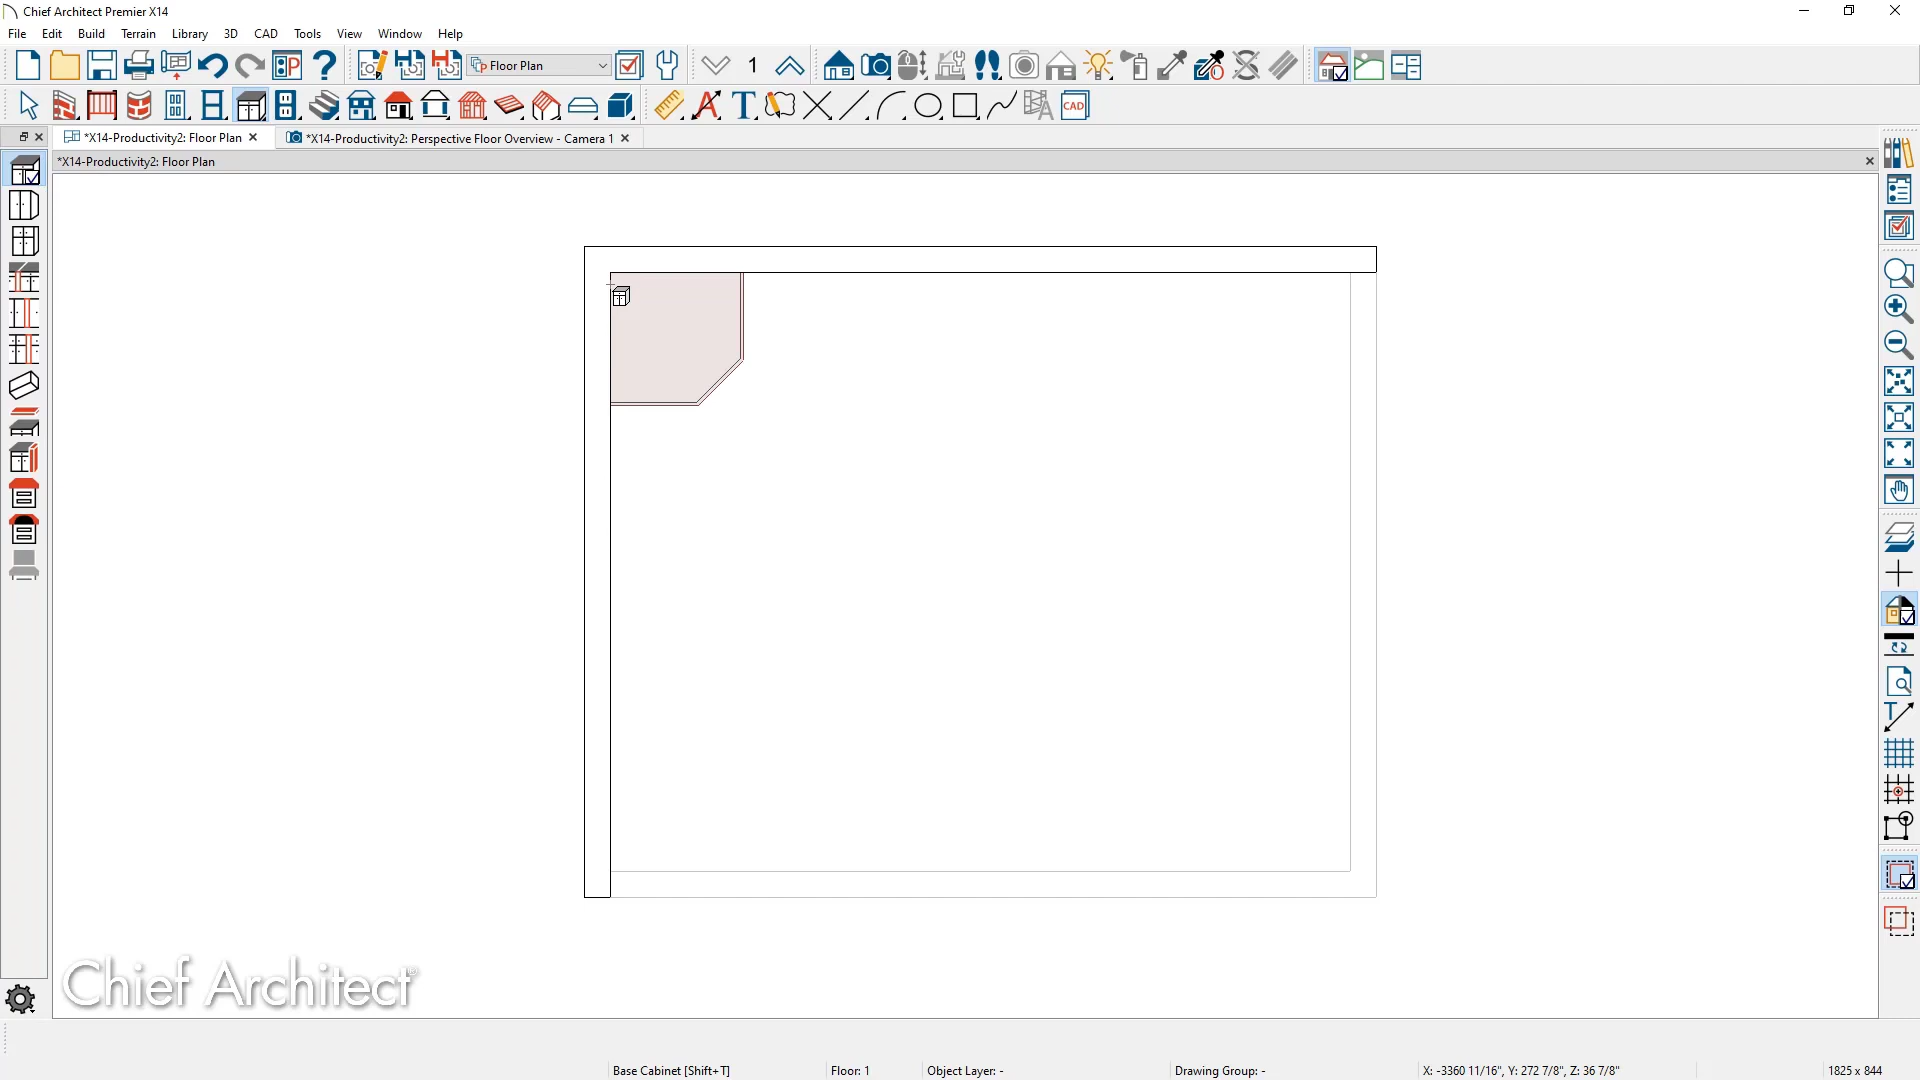 Chief Architect Premier X14
File Edit Build Terrain Library 3D CAD Tools View Window Help
Floor Plan 1
CAD
*X14-Productivity2: Floor Plan *X14-Productivity2: Perspective Floor Overview - Camera 1
*X14-Productivity2: Floor Plan
Chief Architect®
Base Cabinet [Shift+T] Floor: 1 Object Layer: - Drawing Group: - X: -3360 11/16", Y: 272 7/8", Z: 36 7/8" 1825 x 844